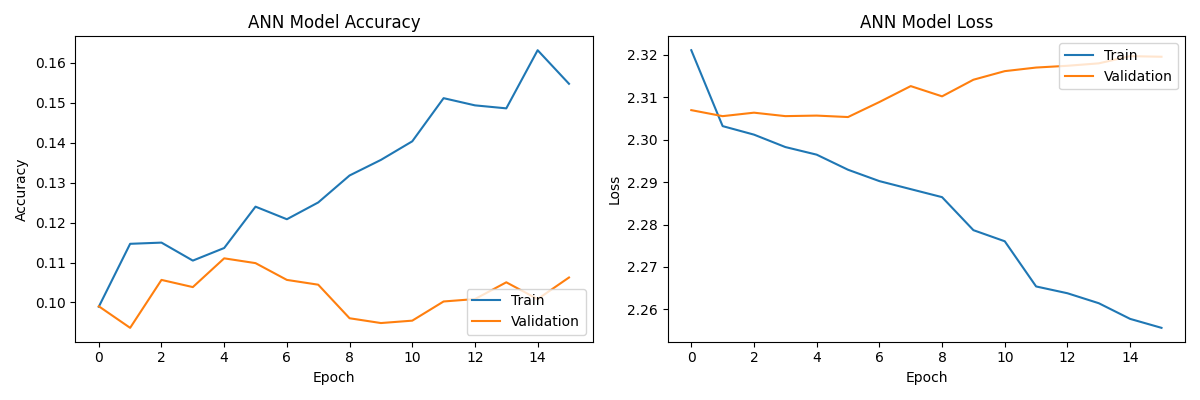 ANN Model Accuracy
0.16
0.15
0.14
0.13
0.12
0.11
0.10
Accuracy
0 2 4 6 8 10 12 14
Epoch
Train
Validation
ANN Model Loss
2.32
2.31
2.30
2.29
2.28
2.27
2.26
Loss
0 2 4 6 8 10 12 14
Epoch
Train
Validation